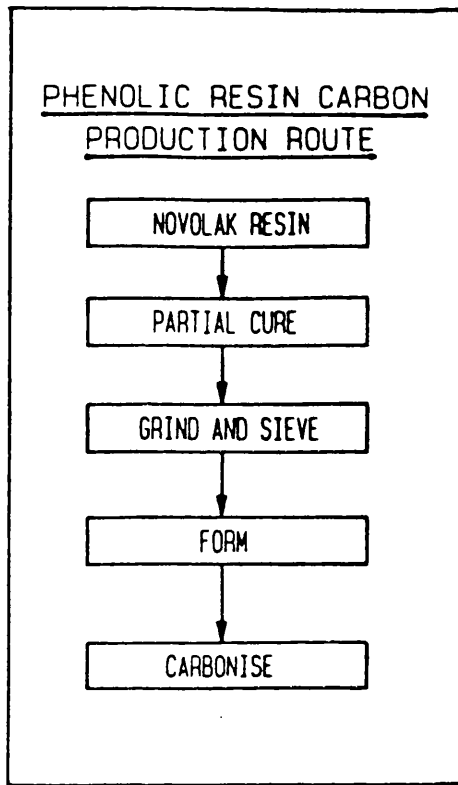 PHENOLIC RESIN CARBON
PRODUCTION ROUTE
NOVOLAK RESIN
PARTIAL CURE
GRIND AND SIEVE
FORM
CARBONISE